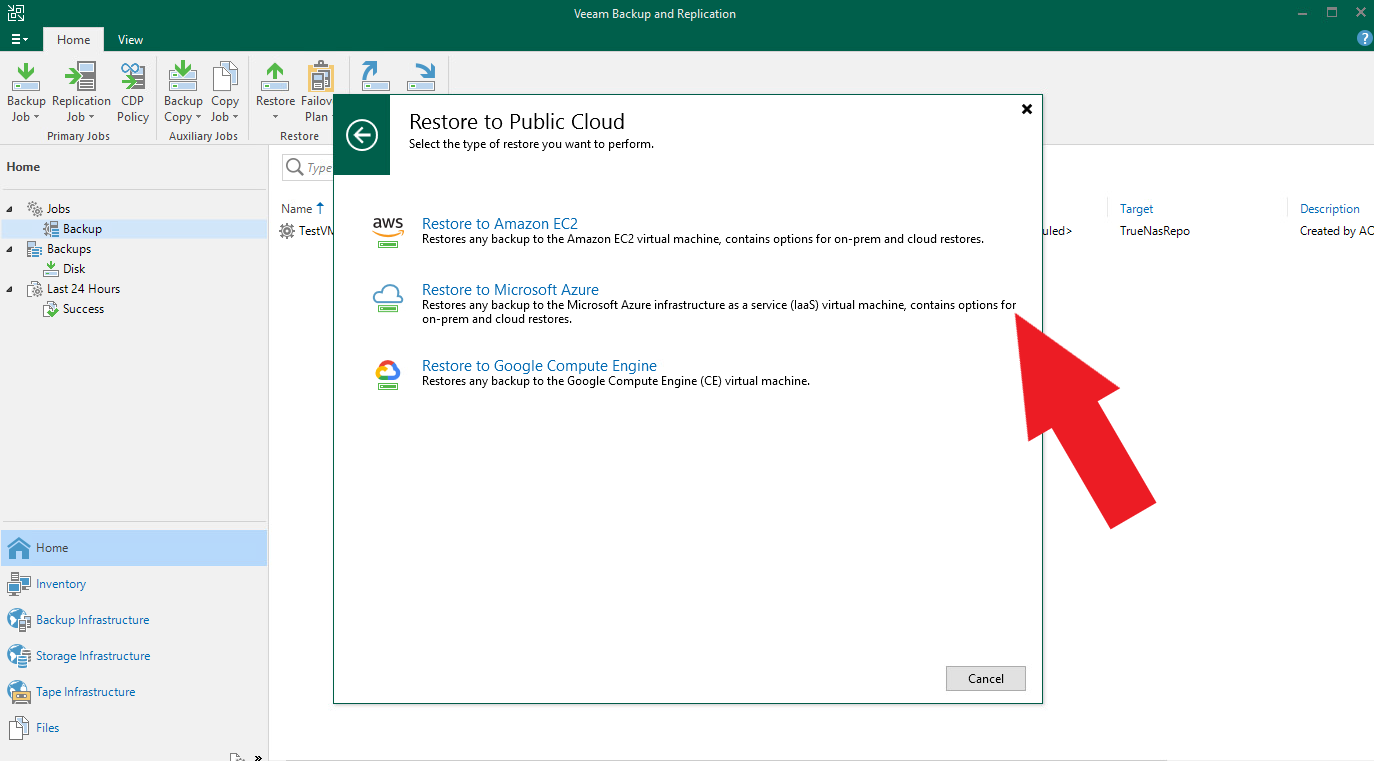 Veeam Backup and Replication
Home View
Backup Job
Replication Job
CDP Policy
Primary Jobs
Backup Copy
Copy Job
Auxiliary Jobs
Restore
Plan
Restore
Home
Jobs
Backup
Backups
Disk
Last 24 Hours
Success
Home
Inventory
Backup Infrastructure
Storage Infrastructure
Tape Infrastructure
Files
Type
Name
Target
Description
TrueNasRepo
Created by
Restore to Public Cloud
Select the type of restore you want to perform.
aws
Restore to Amazon EC2
Restores any backup to the Amazon EC2 virtual machine, contains options for on-prem and cloud restores.
Restore to Microsoft Azure
Restores any backup to the Microsoft Azure infrastructure as a service (IaaS) virtual machine, contains options for
on-prem and cloud restores.
Restore to Google Compute Engine
Restores any backup to the Google Compute Engine (CE) virtual machine.
Cancel